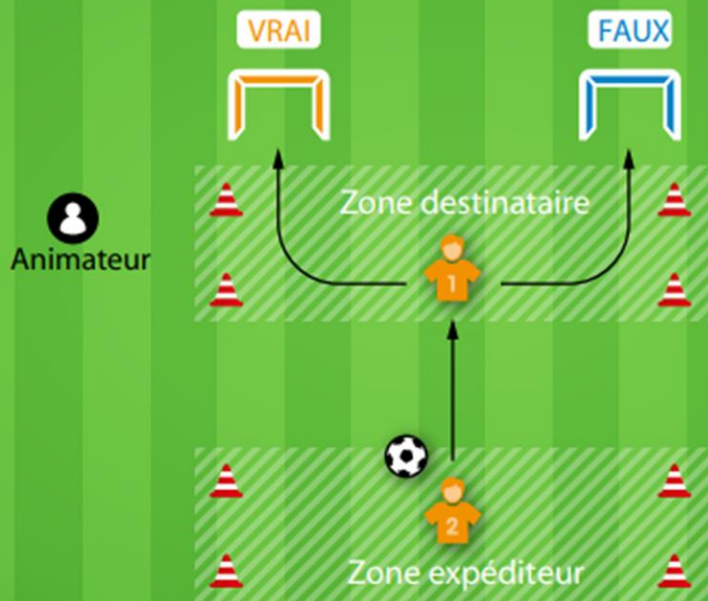 VRAI
FAUX
Zone destinataire
Animateur
1
2
Zone expéditeur